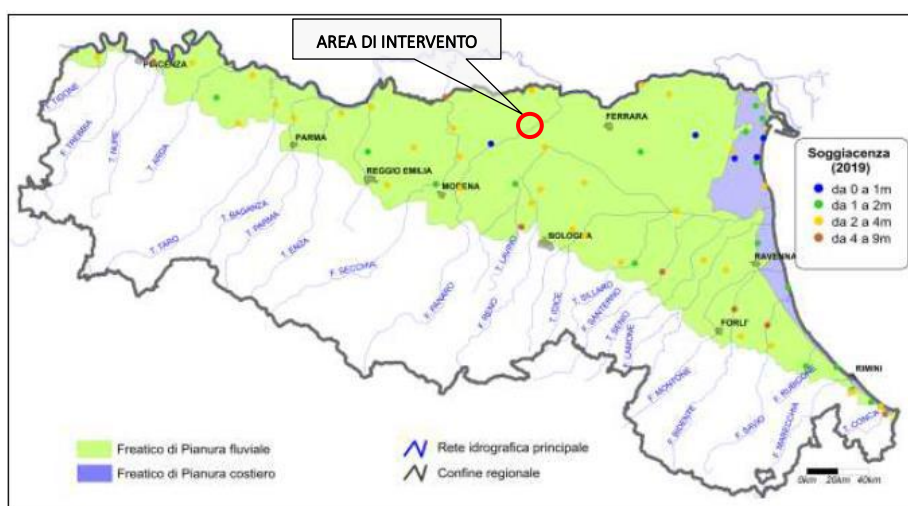 AREA DI INTERVENTO
PIACENZA
F. TIDONE
F. TREBBIA
T. NURE
T. ARDA
PARMA
FERRARA
REGGIO EMILIA
MODENA
T. TARO
T. BAGANZA
T. PARMA
T. ENZA
F. SECCHIA
F. PANARO
F. RENO
T. LAVINO
BOLOGNA
T. IDICE
T. SILLARO
F. SANTERNO
T. SENIO
F. LAMONE
RAVENNA
FORLI'
F. MONTONE
F. BIDENTE
F. SAVIO
F. RUBICONE
F. MARECCHIA
RIMINI
T. CONCA
Soggiacenza
(2019)
da 0 a 1m
da 1 a 2m
da 2 a 4m
da 4 a 9m
Freatico di Pianura fluviale
Freatico di Pianura costiero
Rete idrografica principale
Confine regionale
0km 20km 40km